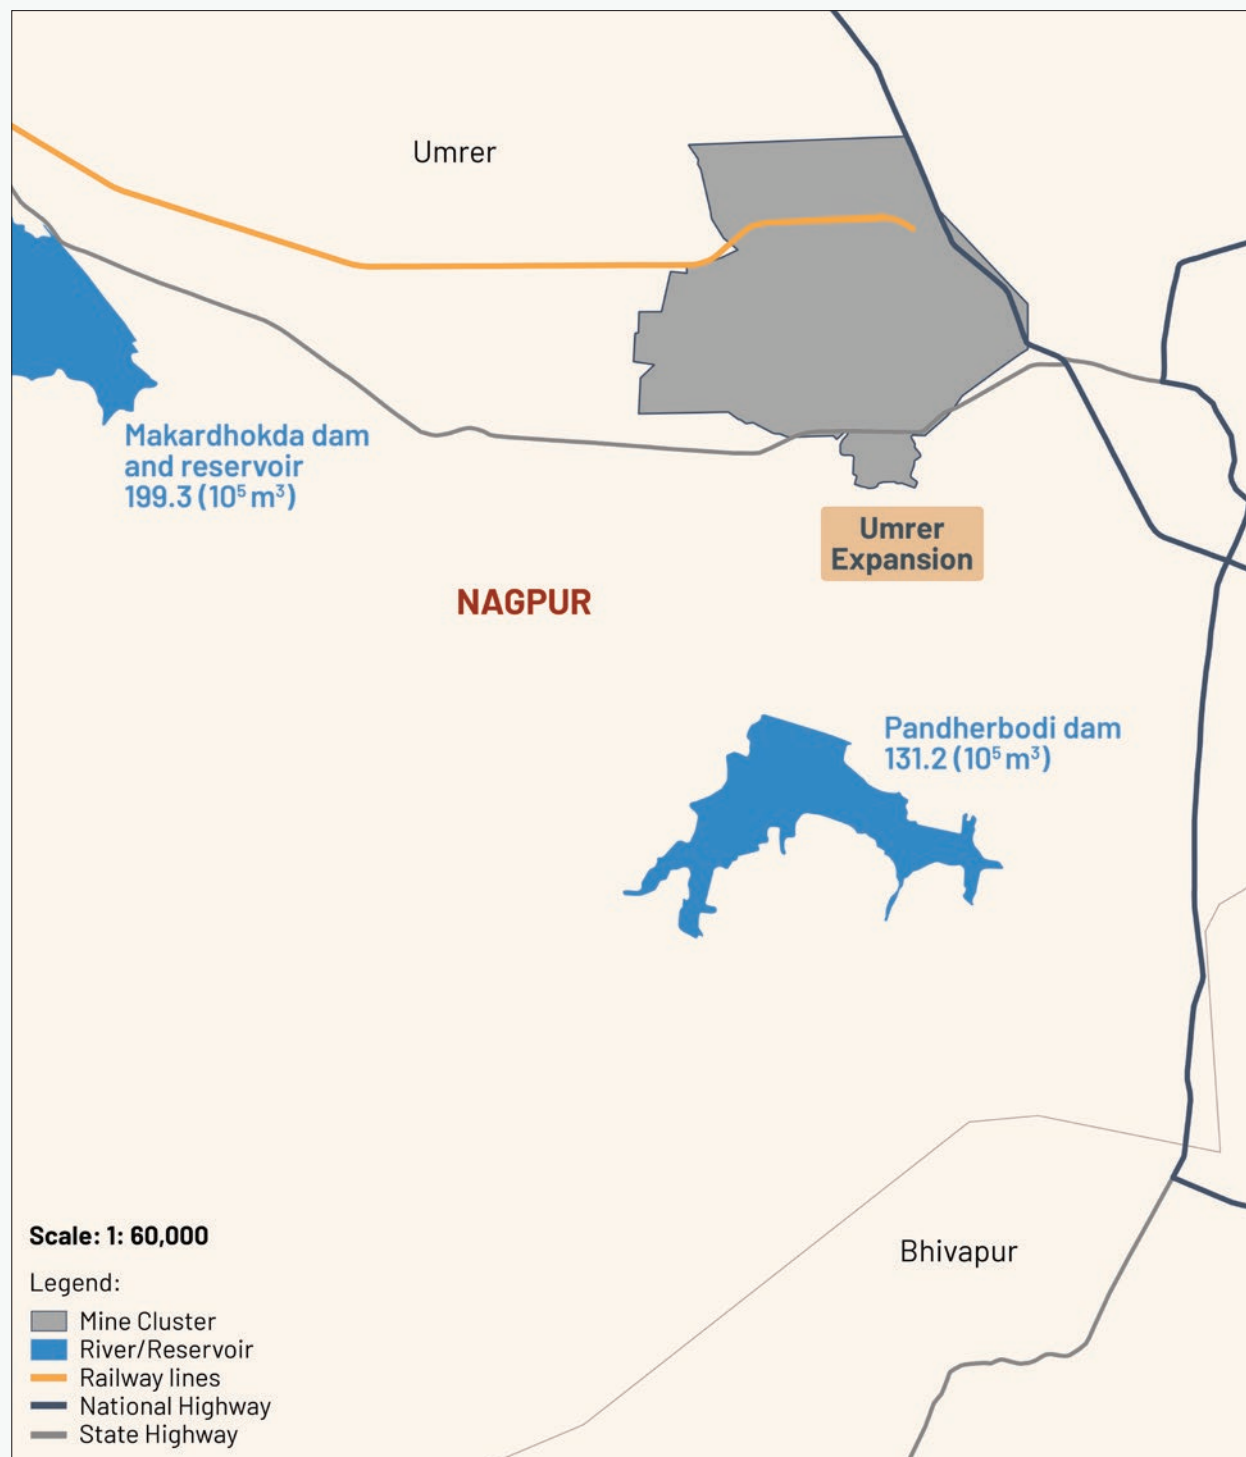 Umrer
Makardhokda dam
and reservoir
199.3 (10⁵ m³)
Umrer
Expansion
NAGPUR
Pandherbodi dam
131.2 (10⁵ m³)
Bhivapur
Scale: 1: 60,000
Legend:
Mine Cluster
River/Reservoir
Railway lines
National Highway
State Highway